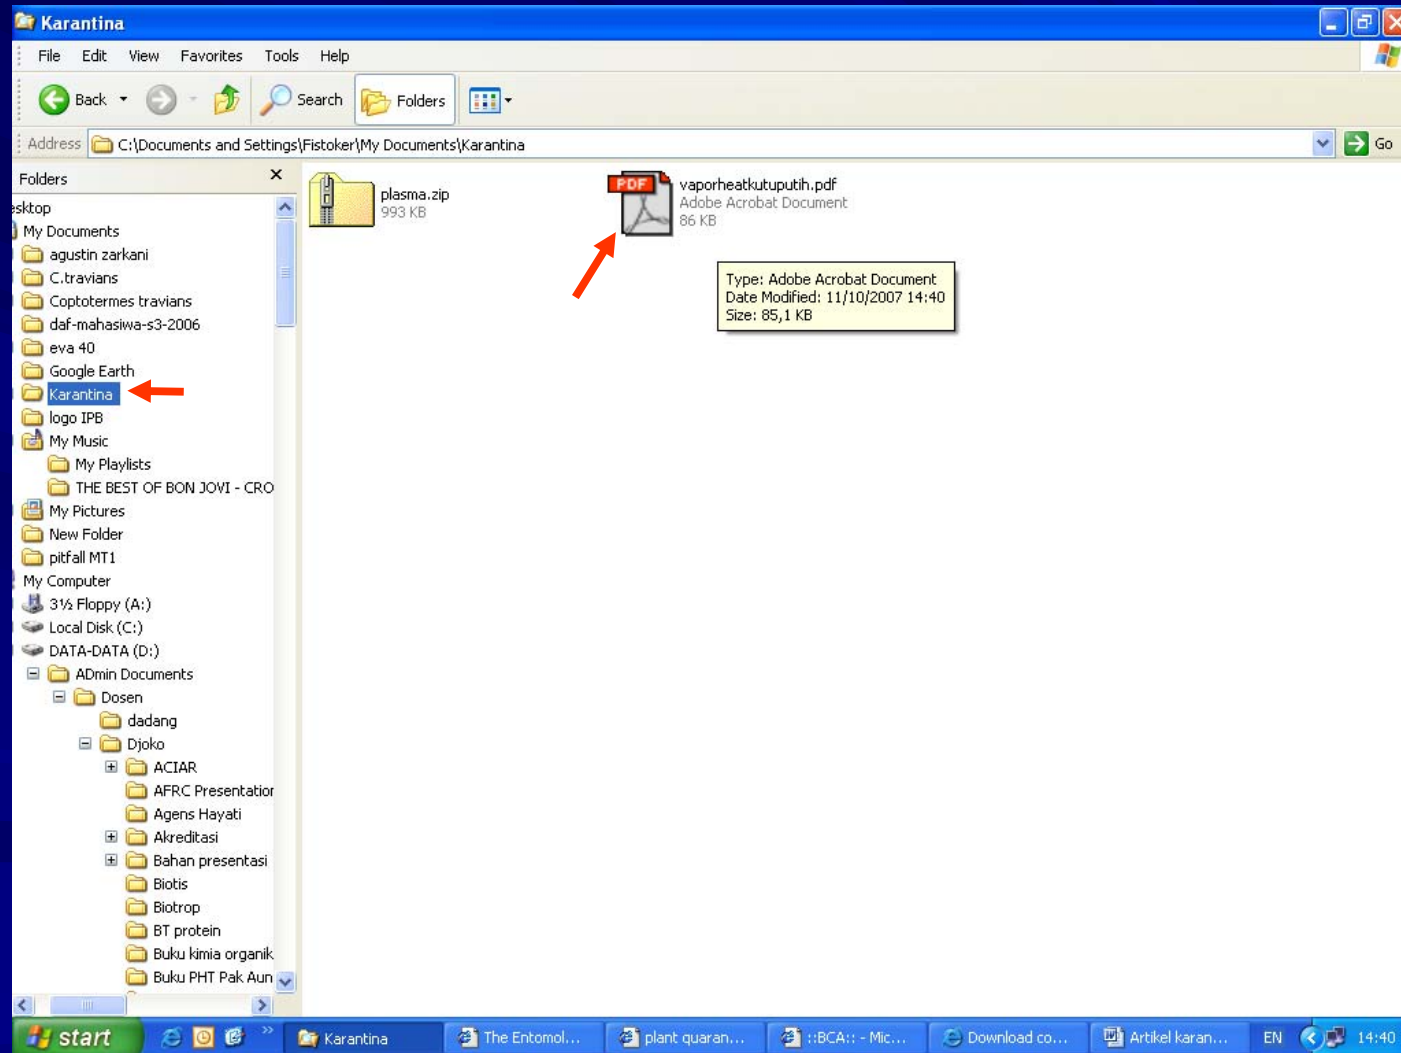 Karantina
File Edit View Favorites Tools Help
Back Search Folders
Address C:\Documents and Settings\Fistoker\My Documents\Karantina Go
Folders
esktop
My Documents
agustin zarkani
C.travians
Coptotermes travians
daf-mahasiwa-s3-2006
eva 40
Google Earth
Karantina
logo IPB
My Music
My Playlists
THE BEST OF BON JOVI - CRO
My Pictures
New Folder
pitfall MT1
My Computer
3½ Floppy (A:)
Local Disk (C:)
DATA-DATA (D:)
ADmin Documents
Dosen
dadang
Djoko
ACIAR
AFRC Presentation
Agens Hayati
Akreditasi
Bahan presentasi
Biotis
Biotrop
BT protein
Buku kimia organik
Buku PHT Pak Aun
plasma.zip
993 KB
PDF
vaporheatkutuputih.pdf
Adobe Acrobat Document
86 KB
Type: Adobe Acrobat Document
Date Modified: 11/10/2007 14:40
Size: 85,1 KB
start Karantina The Entomol... plant quaran... ::BCA:: - Mic... Download co... Artikel karan... EN 14:40